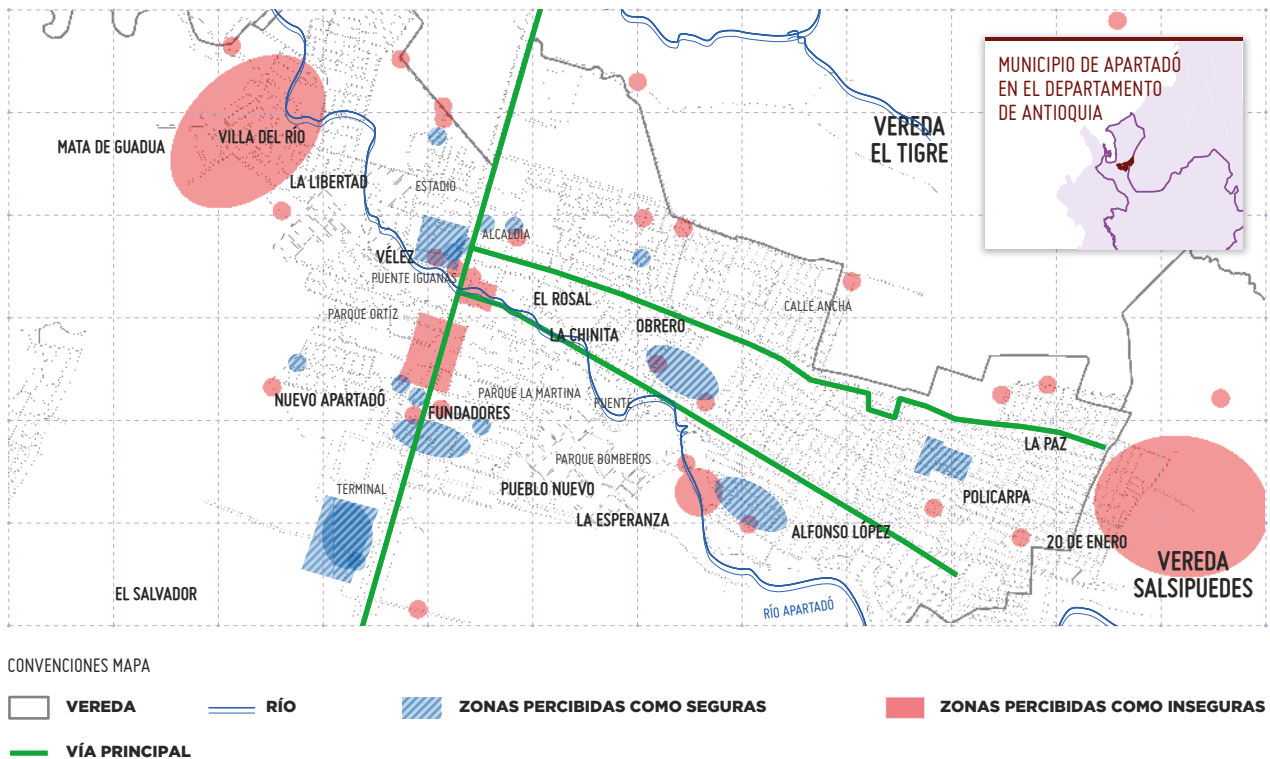 MUNICIPIO DE APARTADÓ
EN EL DEPARTAMENTO
DE ANTIOQUIA
VEREDA
EL TIGRE
MATA DE GUADUA
VILLA DEL RÍO
LA LIBERTAD
ESTADIO
ALCALDÍA
VÉLEZ
PUENTE IGUANAS
EL ROSAL
PARQUE ORTÍZ
CALLE ANCHA
LA CHINITA
OBRERO
NUEVO APARTADÓ
PARQUE LA MARTINA
PUENTE
FUNDADORES
LA PAZ
PARQUE BOMBEROS
TERMINAL
PUEBLO NUEVO
POLICARPA
LA ESPERANZA
ALFONSO LÓPEZ
20 DE ENERO
VEREDA
SALSIPUEDES
EL SALVADOR
RÍO APARTADÓ
CONVENCIONES MAPA
VEREDA
RÍO
ZONAS PERCIBIDAS COMO SEGURAS
ZONAS PERCIBIDAS COMO INSEGURAS
VÍA PRINCIPAL